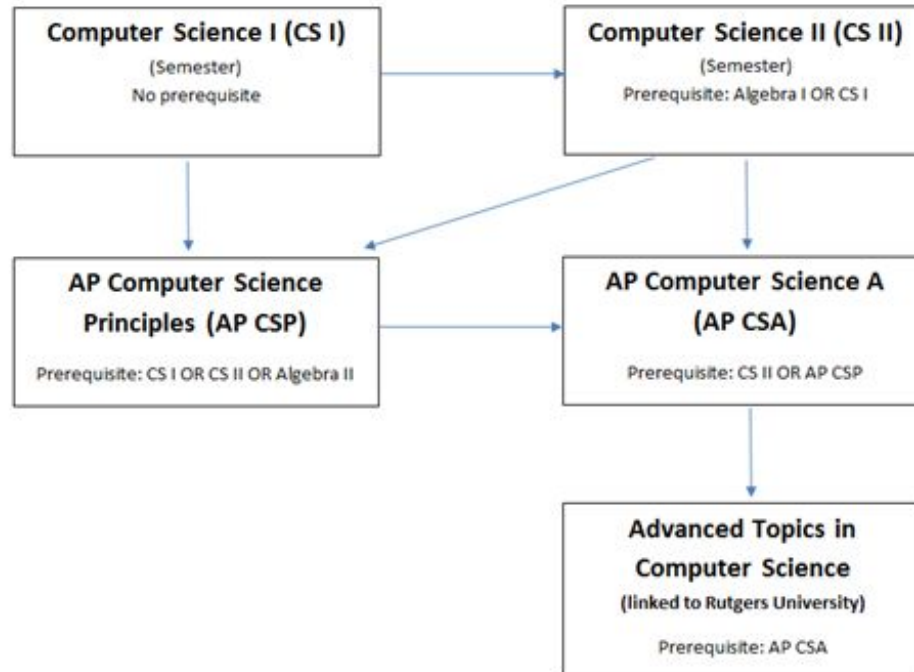 Computer Science I (CS I)
(Semester)
No prerequisite
Computer Science II (CS II)
(Semester)
Prerequisite: Algebra I OR CS I
AP Computer Science
Principles (AP CSP)
Prerequisite: CS I OR CS II OR Algebra II
AP Computer Science A
(AP CSA)
Prerequisite: CS II OR AP CSP
Advanced Topics in
Computer Science
(linked to Rutgers University)
Prerequisite: AP CSA